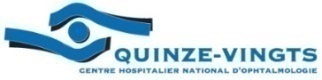 QUINZE-VINGTS
CENTRE HOSPITALIER NATIONAL D'OPHTALMOLOGIE